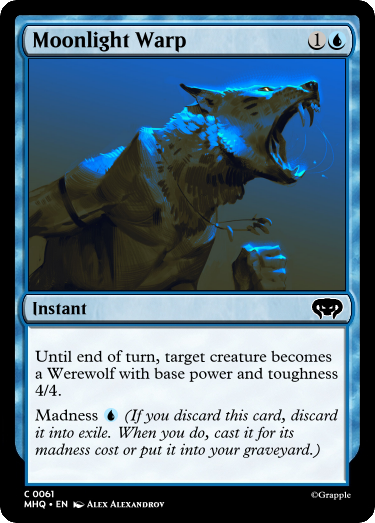 Moonlight Warp 1
Instant
Until end of turn, target creature becomes
a Werewolf with base power and toughness
4/4.
Madness (If you discard this card, discard
it into exile. When you do, cast it for its
madness cost or put it into your graveyard.)
C 0061
MHQ • EN Alex Alexandrov
©Grapple